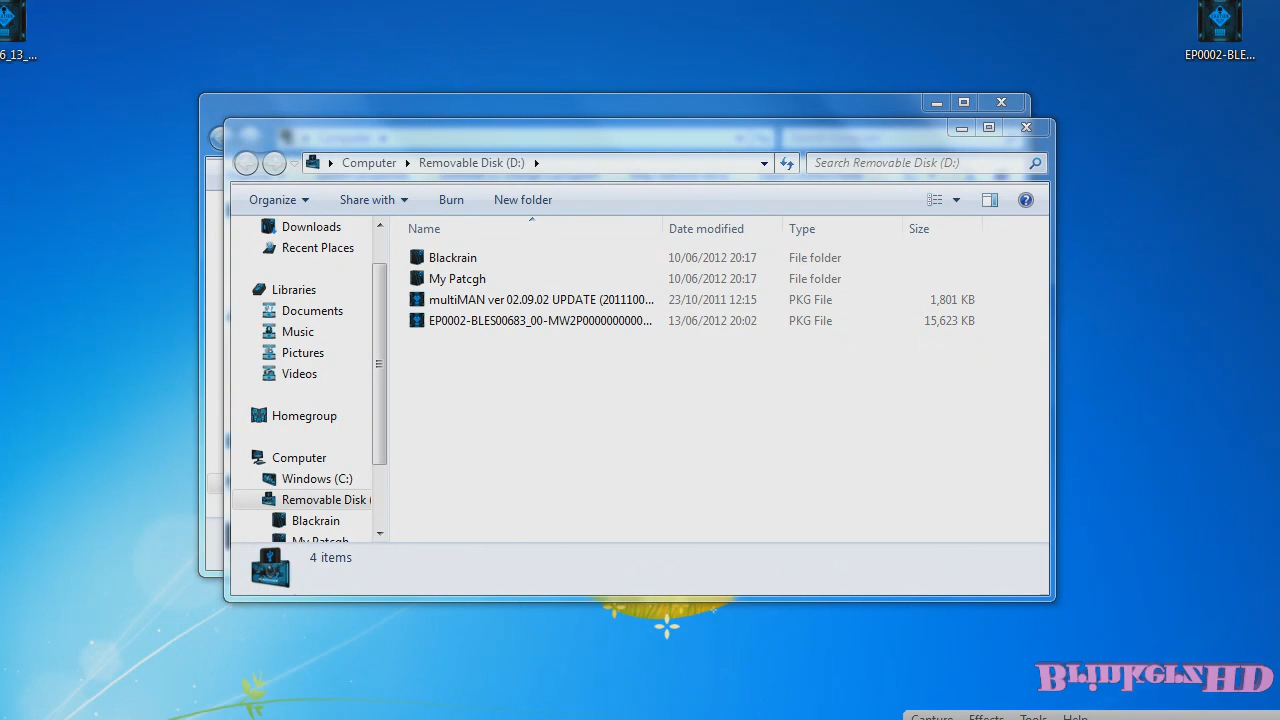 6_13_...
EP0002-BLE...
Computer
Removable Disk (D:)
Search Removable Disk (D:)
Organize
Share with
Burn
New folder
Name
Date modified
Type
Size
Downloads
Recent Places
Libraries
Documents
Music
Pictures
Videos
Homegroup
Computer
Windows (C:)
Removable Disk (
Blackrain
My Patcgh
Blackrain 10/06/2012 20:17 File folder
My Patcgh 10/06/2012 20:17 File folder
multiMAN ver 02.09.02 UPDATE (2011100... 23/10/2011 12:15 PKG File 1,801 KB
EP0002-BLES00683_00-MW2P0000000000... 13/06/2012 20:02 PKG File 15,623 KB
4 items
BrinkersHD
Capture Effects Tools Help